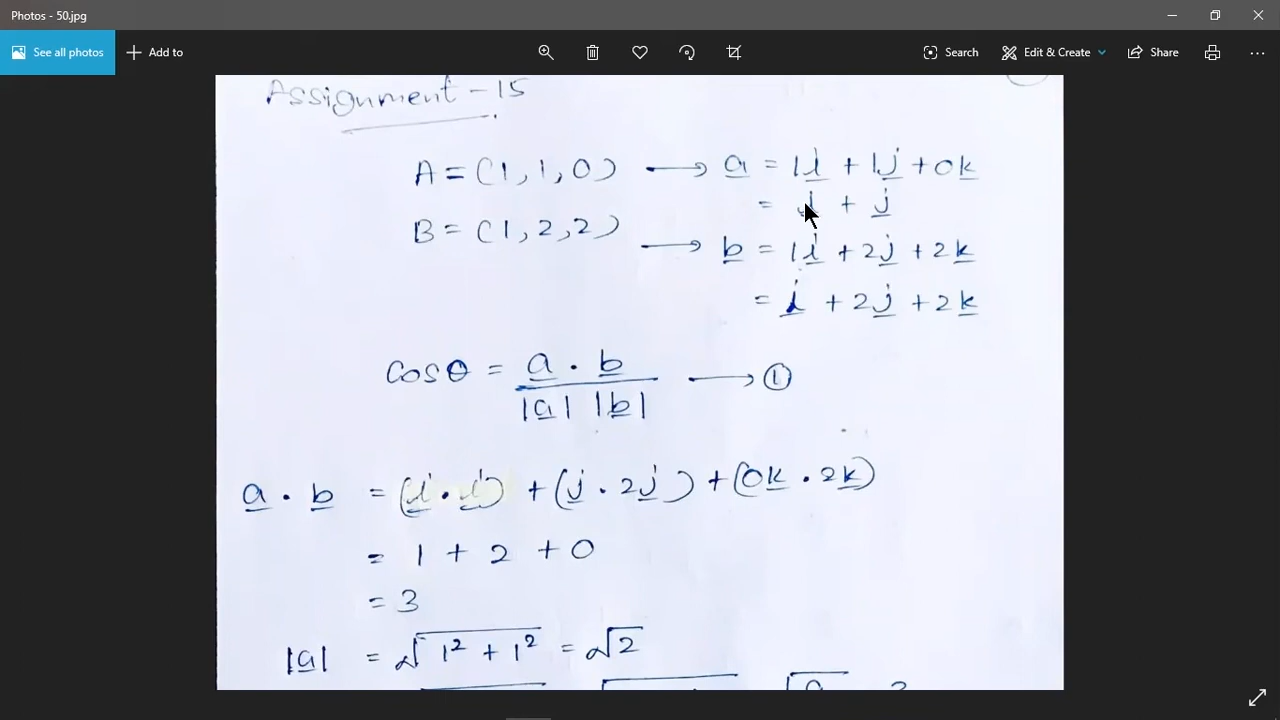 Photos - 50.jpg
See all photos
Add to
Search
Edit & Create
Share
Assignment - 15
A = (1, 1, 0) → a = 1i + 1j + 0k
= i + j
B = (1, 2, 2) → b = 1i + 2j + 2k
= i + 2j + 2k
Cosθ = a . b / |a| |b| → ①
a . b = (i . i) + (j . 2j) + (0k . 2k)
= 1 + 2 + 0
= 3
|a| = √1² + 1² = √2